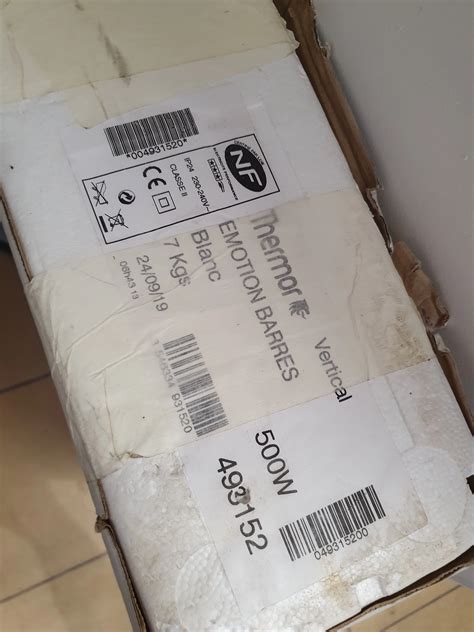 *004931520*
IP24 230-240V~
CLASSE II
CE
NF
Thermor Vertical
EMOTION BARRES
Blanc
7 Kgs
24/09/19
931520
500W
493152
049315200